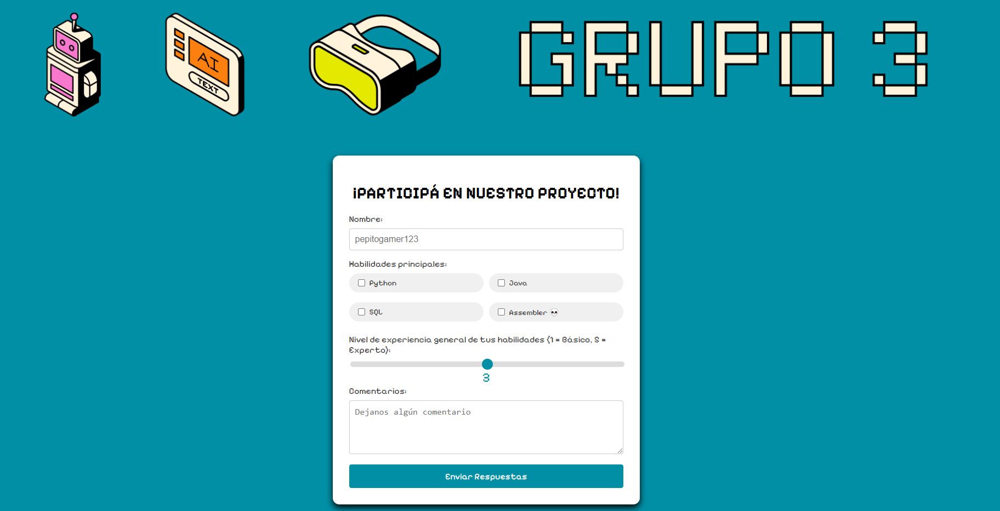 AI
TEXT
GRUPO 3
¡PARTICIPÁ EN NUESTRO PROYECTO!
Nombre:
pepitogamer123
Habilidades principales:
Python
Java
SQL
Assembler 💀
Nivel de experiencia general de tus habilidades (1 = Básico, 5 =
Experto):
3
Comentarios:
Dejanos algún comentario
Enviar Respuestas